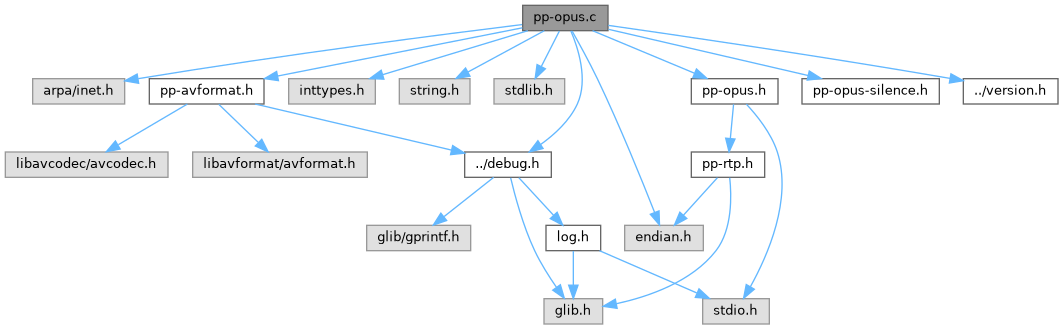 pp-opus.c
arpa/inet.h
pp-avformat.h
inttypes.h
string.h
stdlib.h
pp-opus.h
pp-opus-silence.h
../version.h
libavcodec/avcodec.h
libavformat/avformat.h
../debug.h
pp-rtp.h
glib/gprintf.h
log.h
endian.h
glib.h
stdio.h